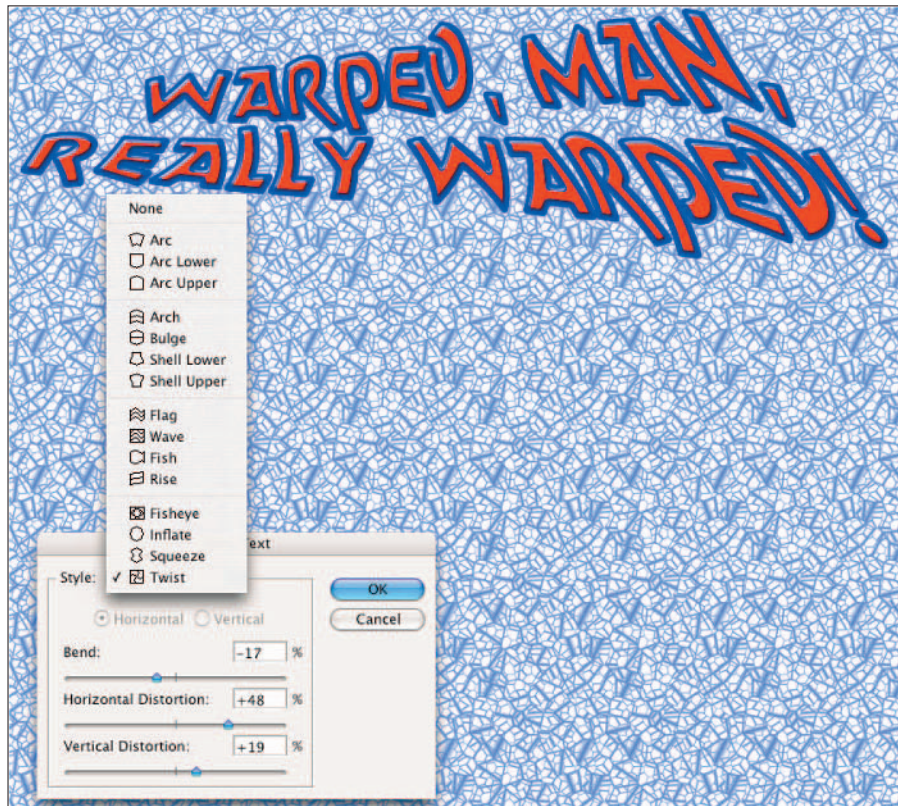 WARPED, MAN,
REALLY WARPED!
None
Arc
Arc Lower
Arc Upper
Arch
Bulge
Shell Lower
Shell Upper
Flag
Wave
Fish
Rise
Fisheye
Inflate
Squeeze
Twist
Text
Style:
OK
Horizontal Vertical
Cancel
Bend: -17 %
Horizontal Distortion: +48 %
Vertical Distortion: +19 %